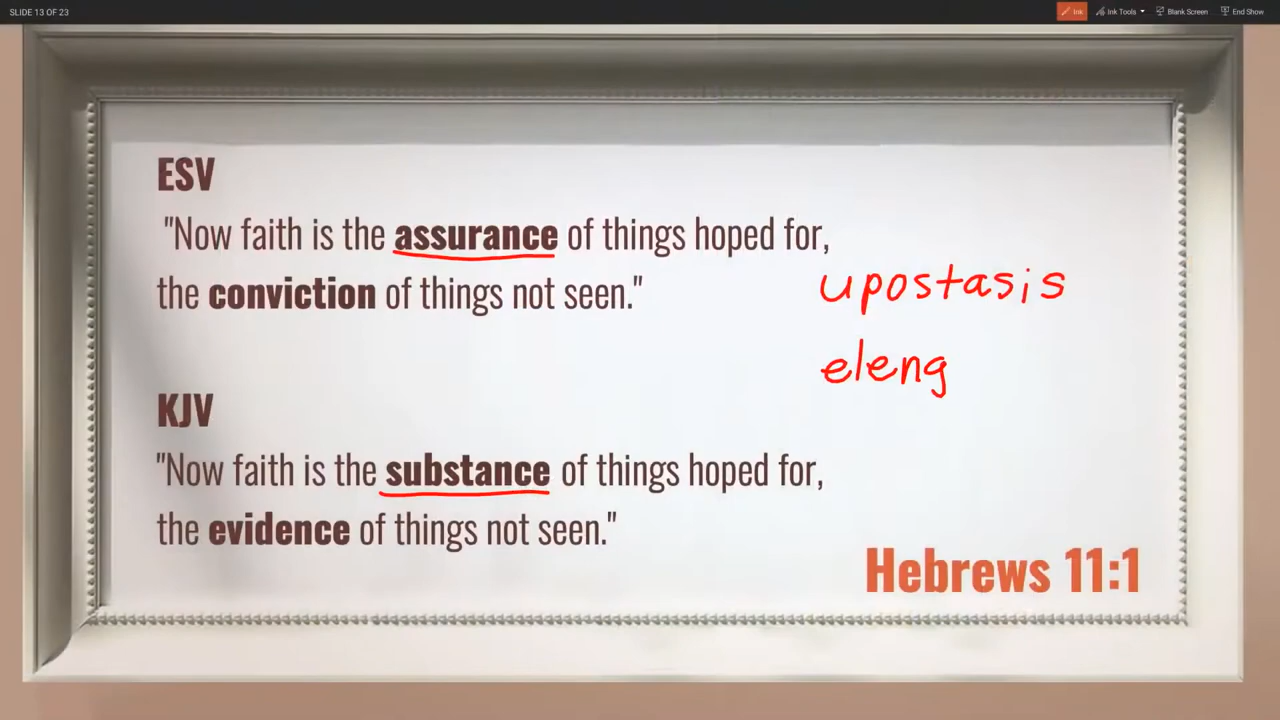 SLIDE 13 OF 23
Ink
Ink Tools
Blank Screen
End Show
ESV
"Now faith is the assurance of things hoped for,
the conviction of things not seen."
upostasis
eleng
KJV
"Now faith is the substance of things hoped for,
the evidence of things not seen."
Hebrews 11:1